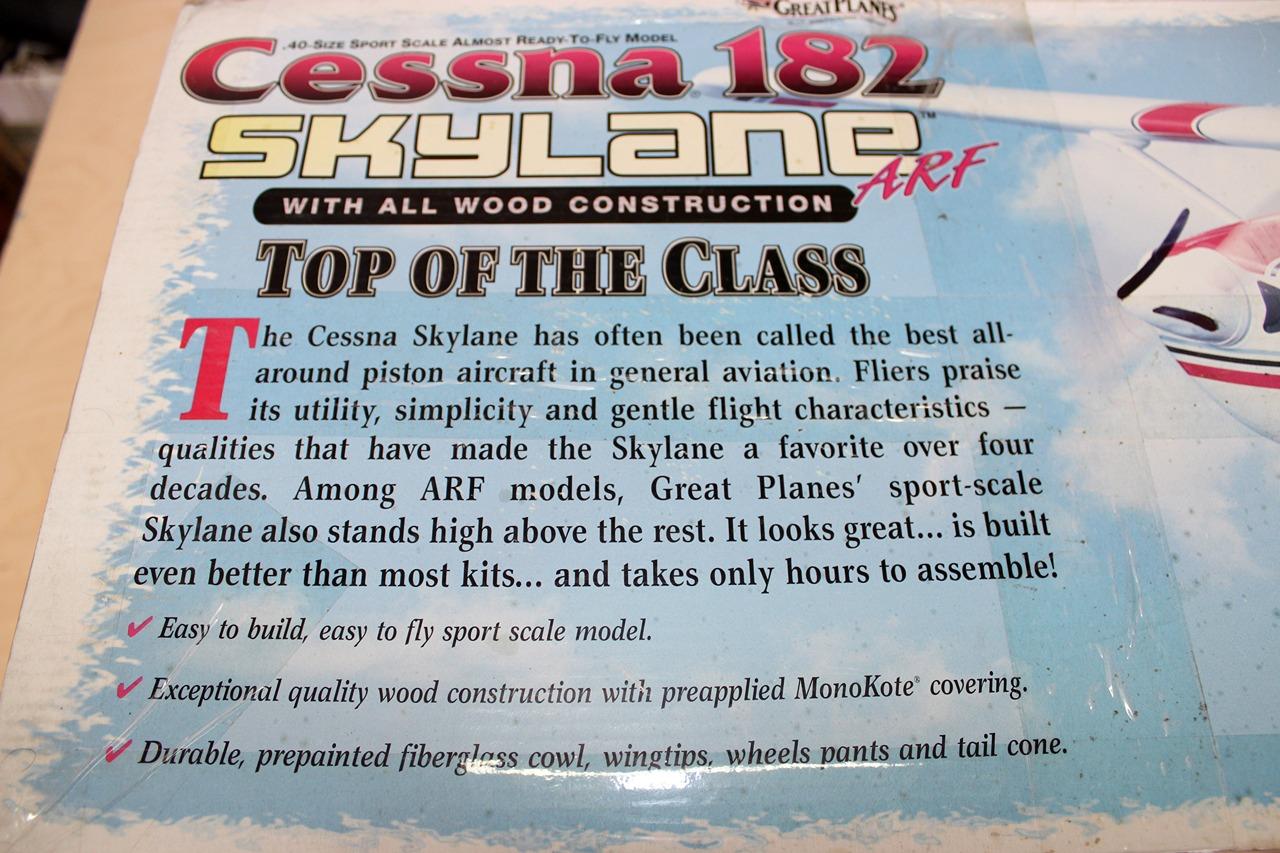 GREAT PLANES
.40-SIZE SPORT SCALE ALMOST READY-TO-FLY MODEL
Cessna 182
SKYLANE™
ARF
WITH ALL WOOD CONSTRUCTION
TOP OF THE CLASS
The Cessna Skylane has often been called the best all-
around piston aircraft in general aviation. Fliers praise
its utility, simplicity and gentle flight characteristics —
qualities that have made the Skylane a favorite over four
decades. Among ARF models, Great Planes' sport-scale
Skylane also stands high above the rest. It looks great... is built
even better than most kits... and takes only hours to assemble!
✓ Easy to build, easy to fly sport scale model.
✓ Exceptional quality wood construction with preapplied MonoKote® covering.
✓ Durable, prepainted fiberglass cowl, wingtips, wheels pants and tail cone.